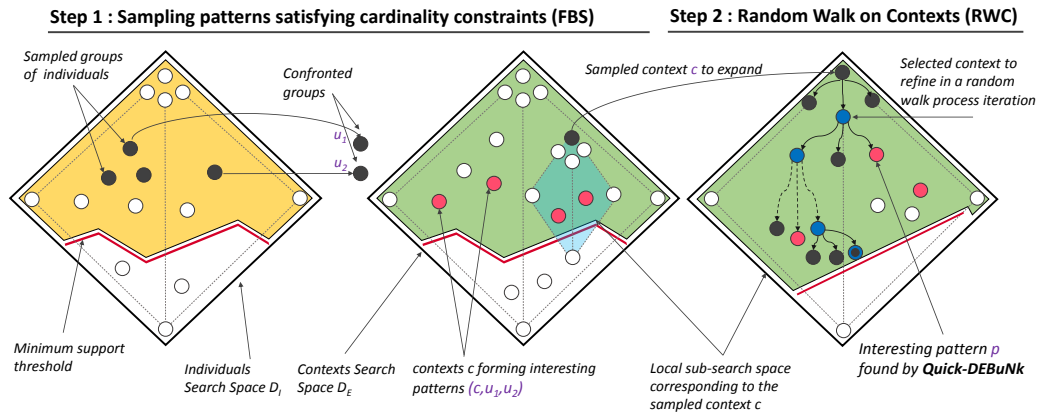 Step 1 : Sampling patterns satisfying cardinality constraints (FBS)
Step 2 : Random Walk on Contexts (RWC)
Sampled groups
of individuals
Confronted
groups
u1
u2
Sampled context c to expand
Selected context to
refine in a random
walk process iteration
Minimum support
threshold
Individuals
Search Space DI
Contexts Search
Space DE
contexts c forming interesting
patterns (c,u1,u2)
Local sub-search space
corresponding to the
sampled context c
Interesting pattern p
found by Quick-DEBuNk